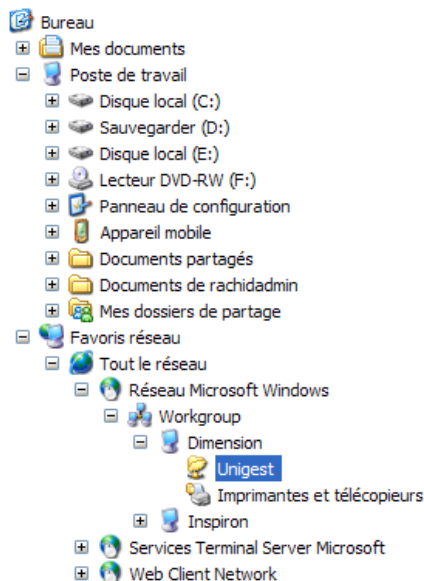 Bureau
Mes documents
Poste de travail
Disque local (C:)
Sauvegarder (D:)
Disque local (E:)
Lecteur DVD-RW (F:)
Panneau de configuration
Appareil mobile
Documents partagés
Documents de rachidadmin
Mes dossiers de partage
Favoris réseau
Tout le réseau
Réseau Microsoft Windows
Workgroup
Dimension
Unigest
Imprimantes et télécopieurs
Inspiron
Services Terminal Server Microsoft
Web Client Network